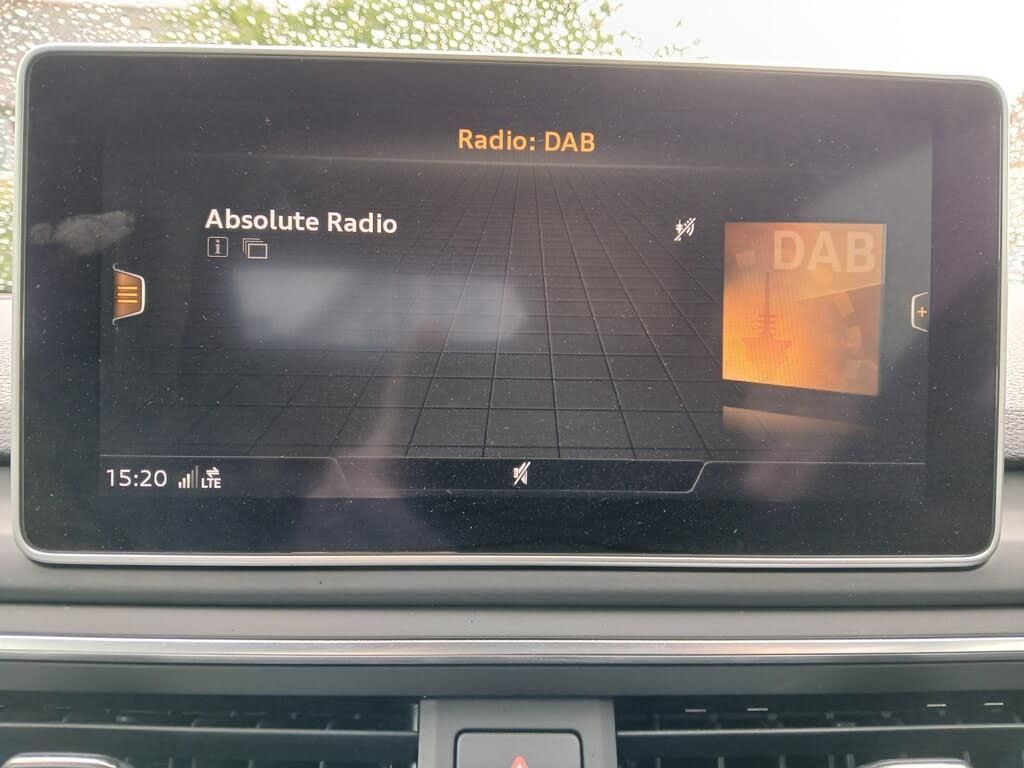 Radio: DAB
Absolute Radio
i
DAB
+
15:20 LTE